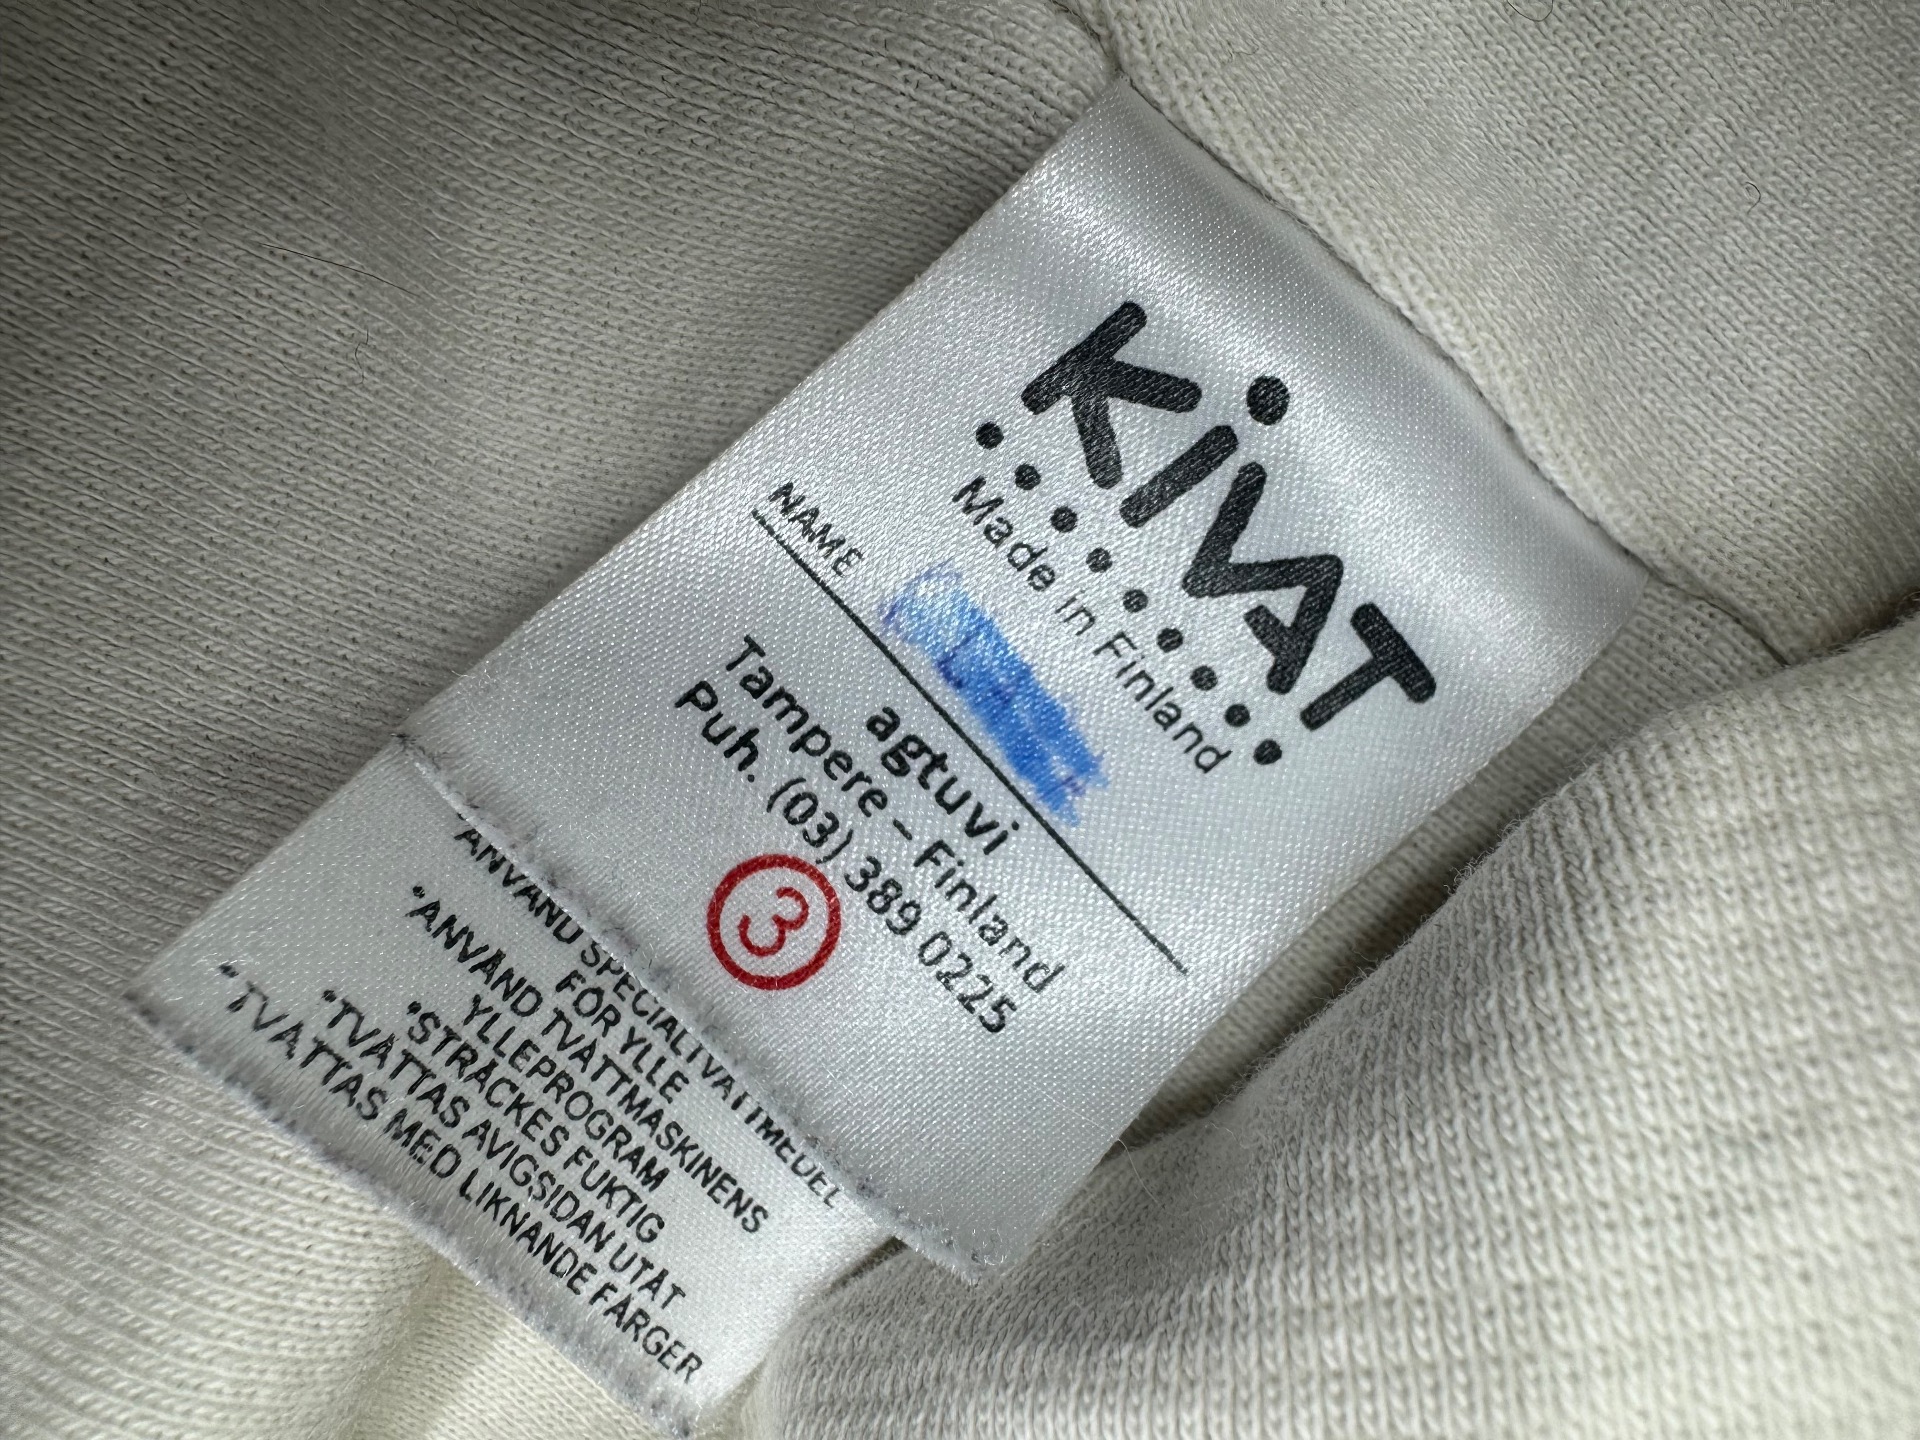 KiVAT
Made in Finland
NAME
agtuvi
Tampere – Finland
Puh. (03) 389 0225
3
*ANVÄND SPECIALTVÄTTMEDEL
FÖR YLLE
*ANVÄND TVÄTTMASKINENS
YLLEPROGRAM
*STRÄCKES FUKTIG
*TVÄTTAS AVIGSIDAN UTÅT
*TVÄTTAS MED LIKNANDE FÄRGER